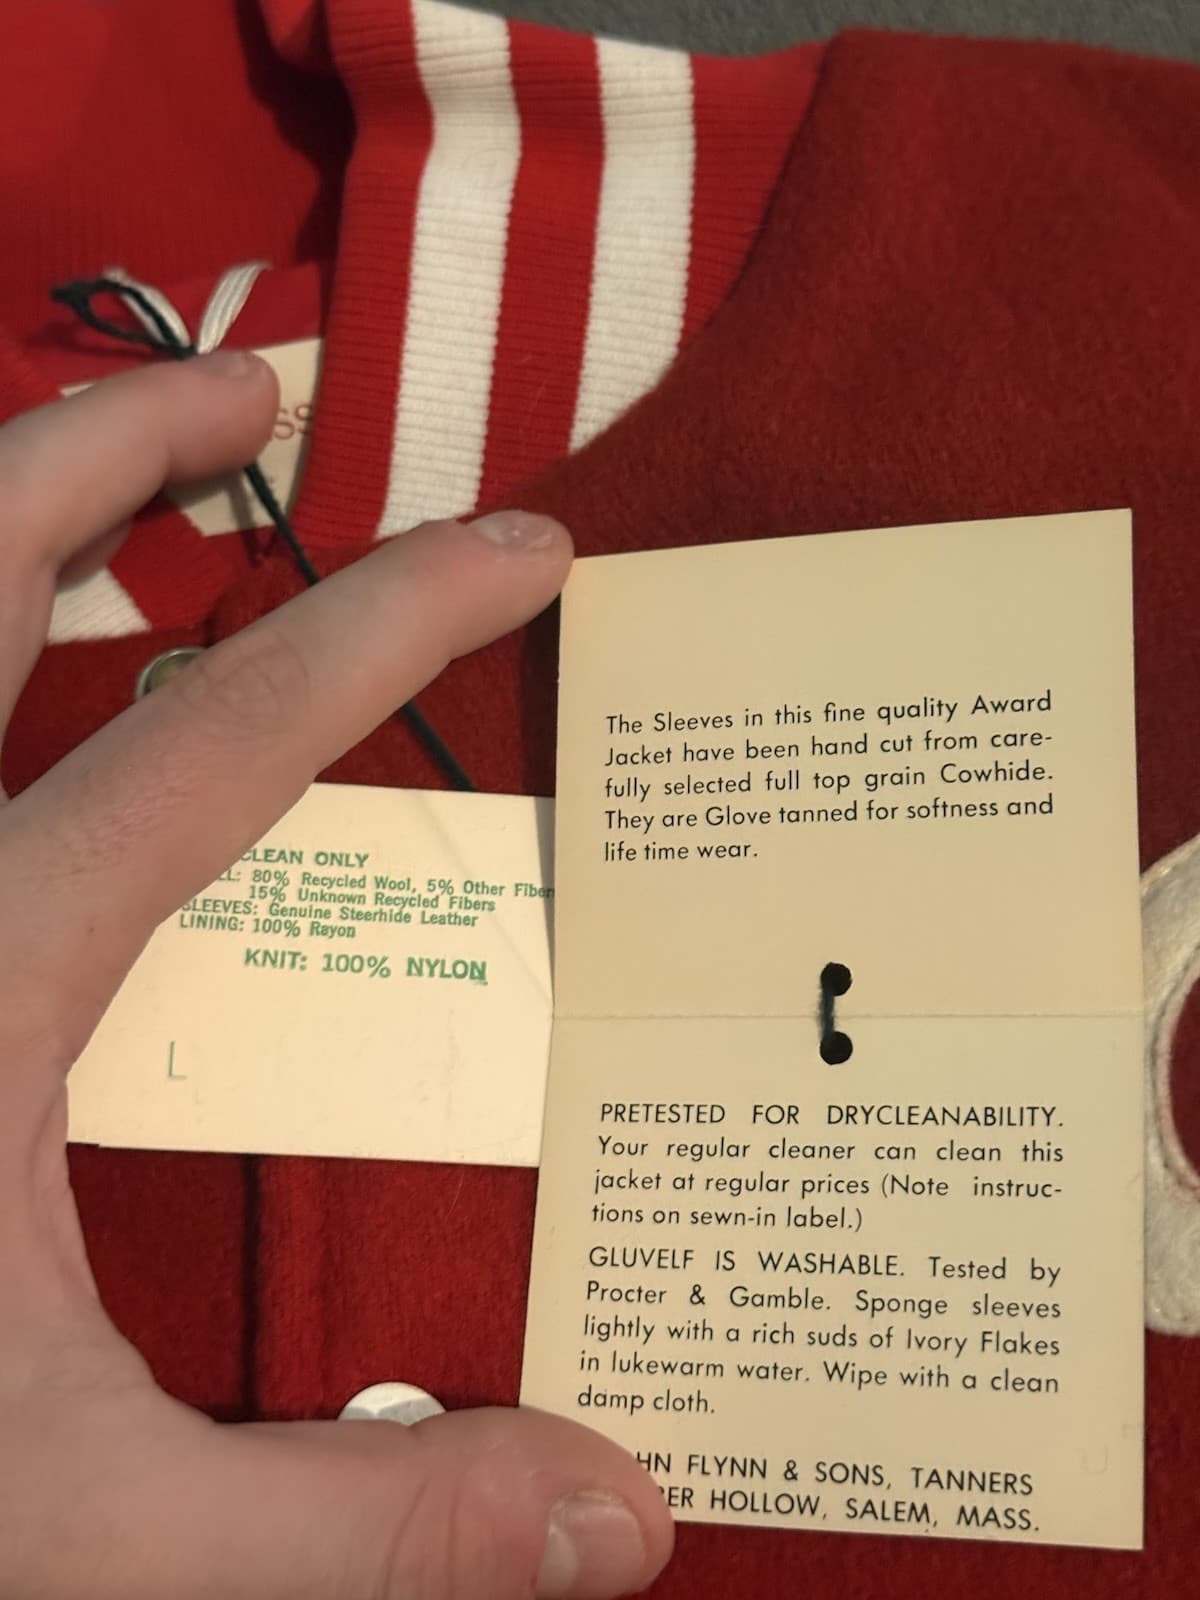 SS
CLEAN ONLY
LL: 80% Recycled Wool, 5% Other Fiber
15% Unknown Recycled Fibers
SLEEVES: Genuine Steerhide Leather
LINING: 100% Rayon
KNIT: 100% NYLON
L
The Sleeves in this fine quality Award
Jacket have been hand cut from care-
fully selected full top grain Cowhide.
They are Glove tanned for softness and
life time wear.
PRETESTED FOR DRYCLEANABILITY.
Your regular cleaner can clean this
jacket at regular prices (Note instruc-
tions on sewn-in label.)
GLUVELF IS WASHABLE. Tested by
Procter & Gamble. Sponge sleeves
lightly with a rich suds of Ivory Flakes
in lukewarm water. Wipe with a clean
damp cloth.
HN FLYNN & SONS, TANNERS
ER HOLLOW, SALEM, MASS.